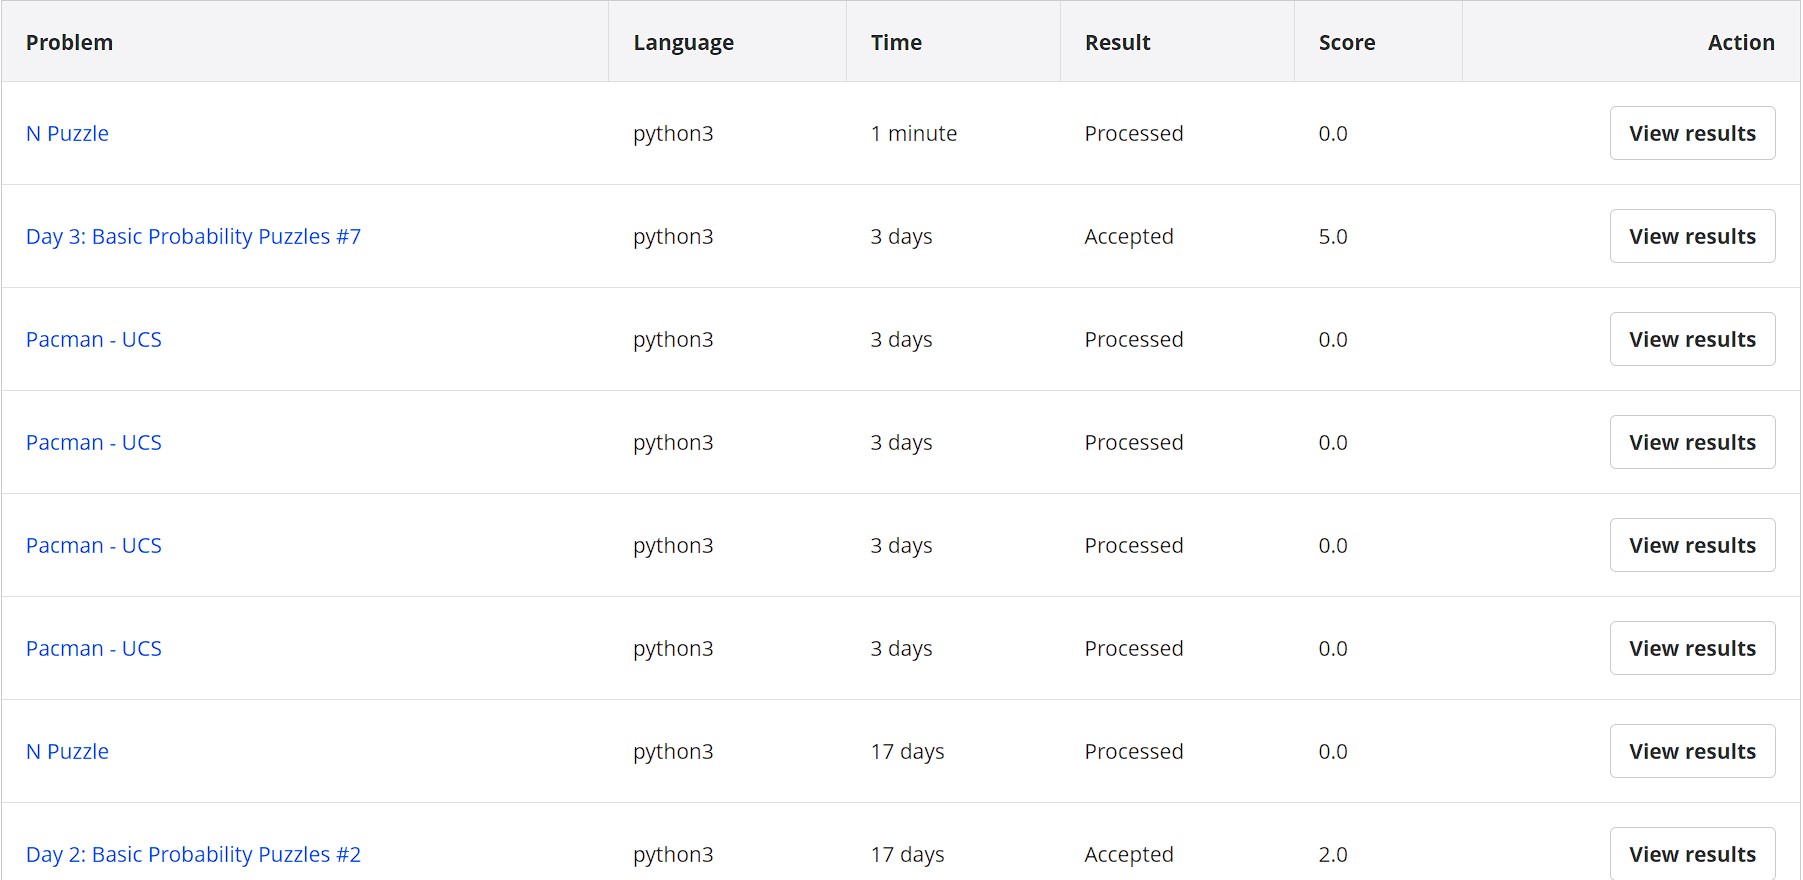 Problem Language Time Result Score Action
N Puzzle python3 1 minute Processed 0.0 View results
Day 3: Basic Probability Puzzles #7 python3 3 days Accepted 5.0 View results
Pacman - UCS python3 3 days Processed 0.0 View results
Pacman - UCS python3 3 days Processed 0.0 View results
Pacman - UCS python3 3 days Processed 0.0 View results
Pacman - UCS python3 3 days Processed 0.0 View results
N Puzzle python3 17 days Processed 0.0 View results
Day 2: Basic Probability Puzzles #2 python3 17 days Accepted 2.0 View results